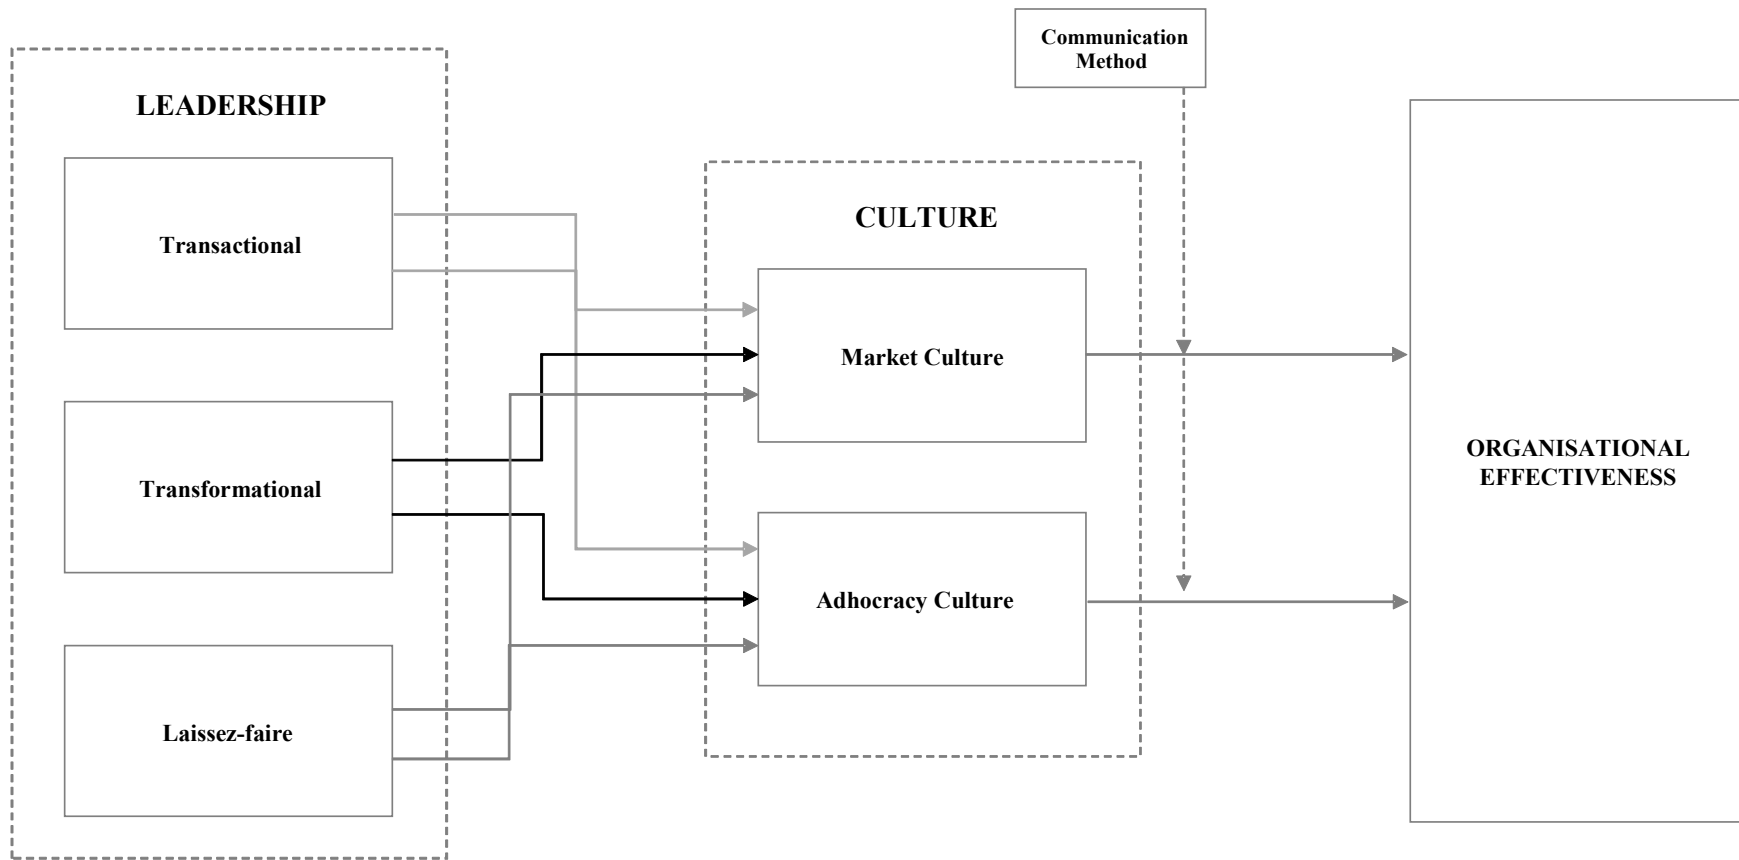 Communication
Method
LEADERSHIP
Transactional
Transformational
Laissez-faire
CULTURE
Market Culture
Adhocracy Culture
ORGANISATIONAL
EFFECTIVENESS